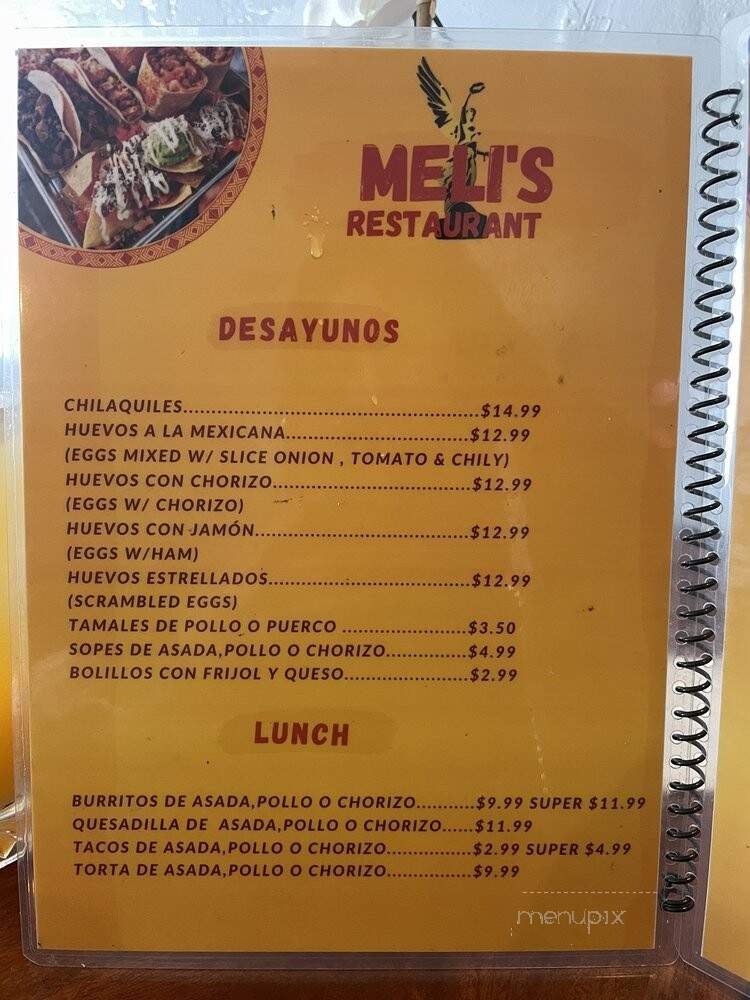 MELI'S
RESTAURANT
DESAYUNOS
CHILAQUILES....................................................$14.99
HUEVOS A LA MEXICANA................................$12.99
(EGGS MIXED W/ SLICE ONION , TOMATO & CHILY)
HUEVOS CON CHORIZO...................................$12.99
(EGGS W/ CHORIZO)
HUEVOS CON JAMÓN......................................$12.99
(EGGS W/HAM)
HUEVOS ESTRELLADOS...................................$12.99
(SCRAMBLED EGGS)
TAMALES DE POLLO O PUERCO ......................$3.50
SOPES DE ASADA,POLLO O CHORIZO..............$4.99
BOLILLOS CON FRIJOL Y QUESO......................$2.99
LUNCH
BURRITOS DE ASADA,POLLO O CHORIZO...........$9.99 SUPER $11.99
QUESADILLA DE ASADA,POLLO O CHORIZO......$11.99
TACOS DE ASADA,POLLO O CHORIZO...............$2.99 SUPER $4.99
TORTA DE ASADA,POLLO O CHORIZO...............$9.99
menupix